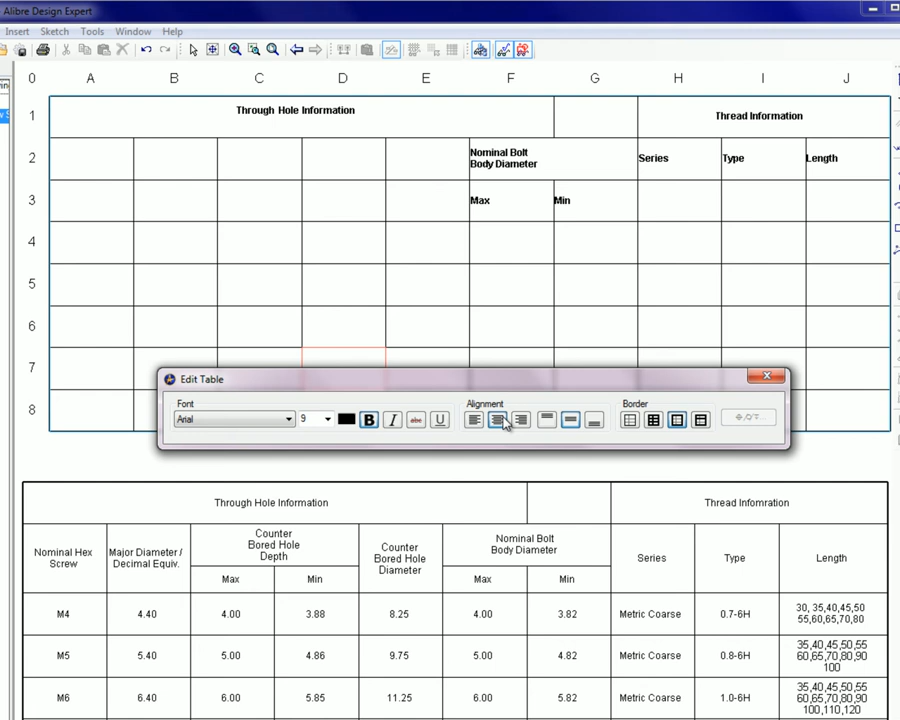 Alibre Design Expert
Insert Sketch Tools Window Help
0 A B C D E F G H I J
1 Through Hole Information Thread Information
2 Nominal Bolt
Body Diameter Series Type Length
3 Max Min
4
5
6
7
8
Edit Table
Font Alignment Border
Arial 9 B I abc U
Through Hole Information Thread Infomration
Nominal Hex
Screw
Major Diameter /
Decimal Equiv.
Counter
Bored Hole
Depth
Max Min
Counter
Bored Hole
Diameter
Nominal Bolt
Body Diameter
Max Min
Series Type Length
M4 4.40 4.00 3.88 8.25 4.00 3.82 Metric Coarse 0.7-6H 30, 35,40,45,50
55,60,65,70,80
M5 5.40 5.00 4.86 9.75 5.00 4.82 Metric Coarse 0.8-6H 35,40,45,50,55
60,65,70,80,90
100
M6 6.40 6.00 5.85 11.25 6.00 5.82 Metric Coarse 1.0-6H 35,40,45,50,55
60,65,70,80,90
100,110,120